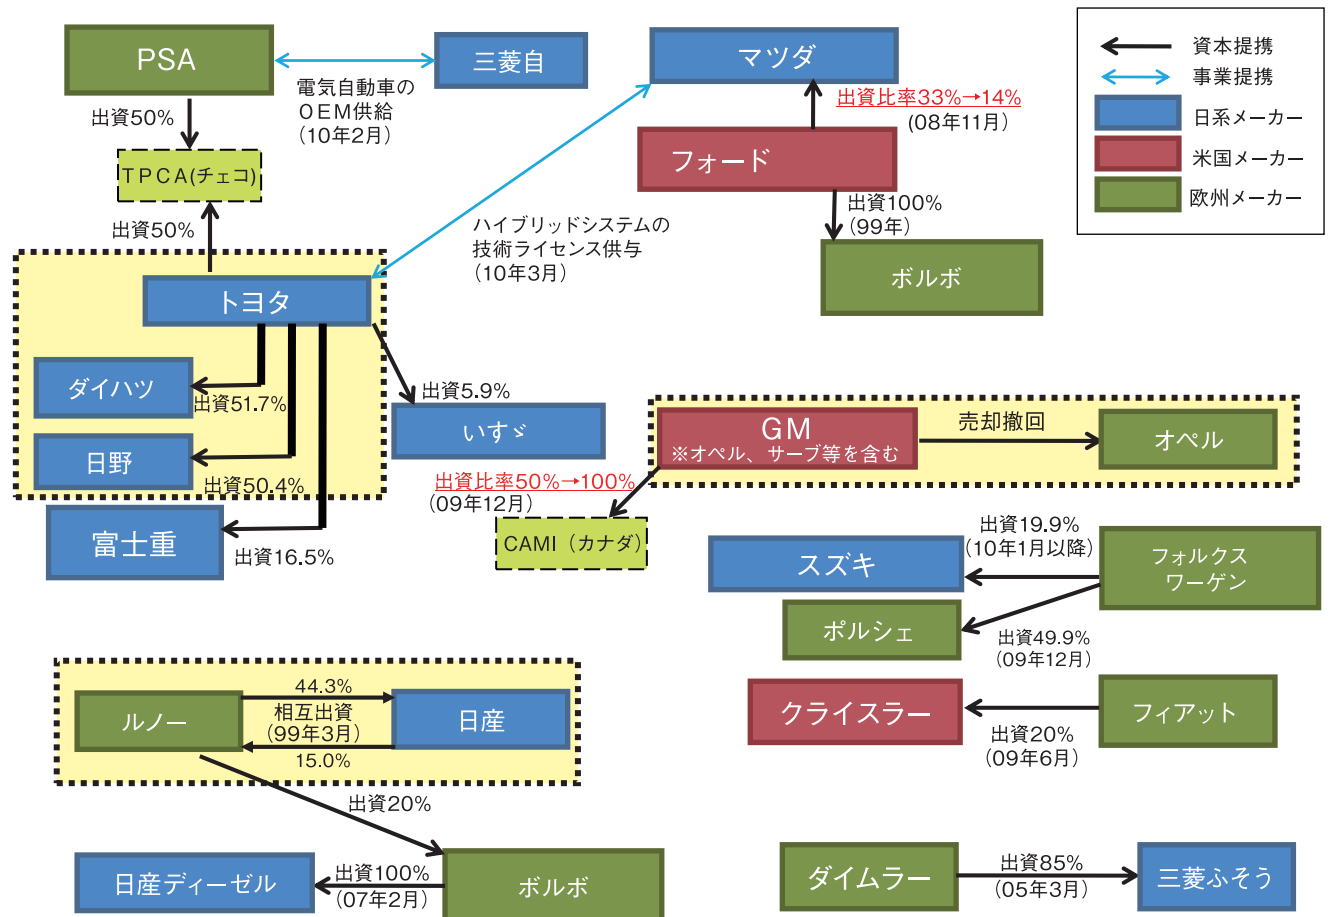 PSA
三菱自
マツダ
資本提携
事業提携
日系メーカー
米国メーカー
欧州メーカー
出資50%
電気自動車の
OEM供給
(10年2月)
出資比率33%→14%
(08年11月)
フォード
TPCA(チェコ)
出資50%
ハイブリッドシステムの
技術ライセンス供与
(10年3月)
出資100%
(99年)
ボルボ
トヨタ
ダイハツ
出資51.7%
出資5.9%
いすゞ
日野
出資50.4%
富士重
出資16.5%
GM
※オペル、サーブ等を含む
売却撤回
オペル
出資比率50%→100%
(09年12月)
CAMI（カナダ）
スズキ
出資19.9%
(10年1月以降)
フォルクス
ワーゲン
ポルシェ
出資49.9%
(09年12月)
クライスラー
出資20%
(09年6月)
フィアット
ルノー
44.3%
相互出資
(99年3月)
15.0%
日産
出資20%
日産ディーゼル
出資100%
(07年2月)
ボルボ
ダイムラー
出資85%
(05年3月)
三菱ふそう